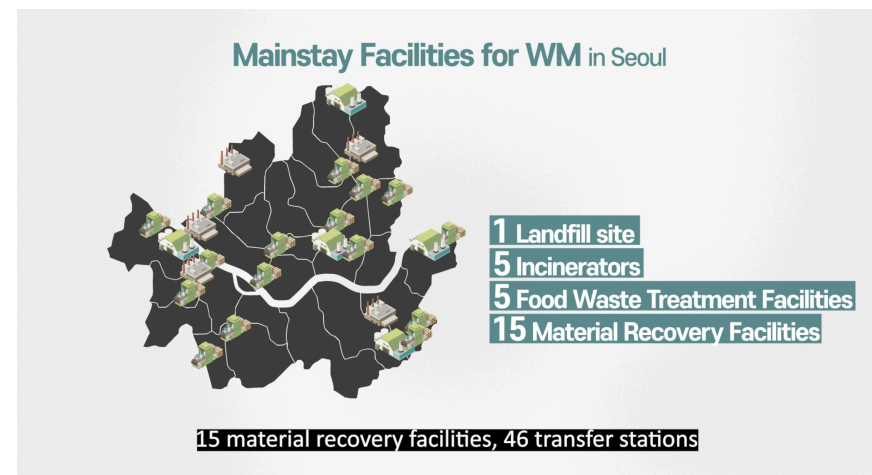 Mainstay Facilities for WM in Seoul
1 Landfill site
5 Incinerators
5 Food Waste Treatment Facilities
15 Material Recovery Facilities
15 material recovery facilities, 46 transfer stations